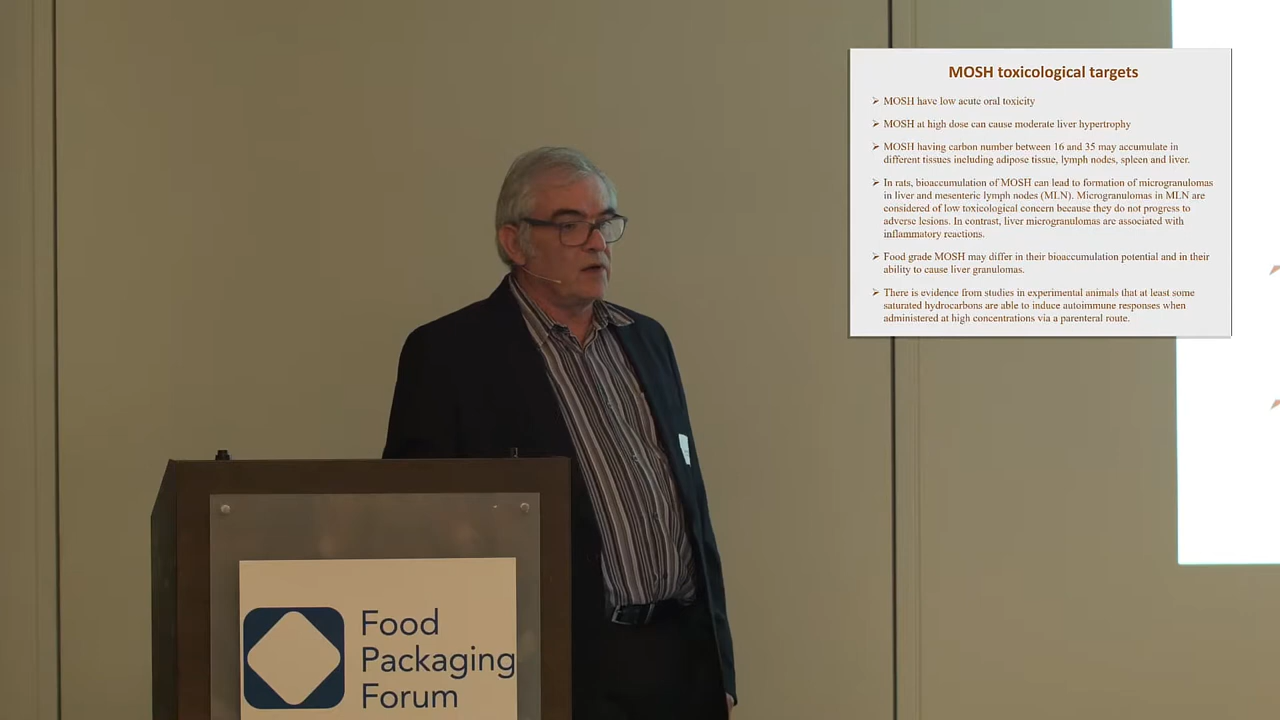 MOSH toxicological targets
➢ MOSH have low acute oral toxicity
➢ MOSH at high dose can cause moderate liver hypertrophy
➢ MOSH having carbon number between 16 and 35 may accumulate in
different tissues including adipose tissue, lymph nodes, spleen and liver.
➢ In rats, bioaccumulation of MOSH can lead to formation of microgranulomas
in liver and mesenteric lymph nodes (MLN). Microgranulomas in MLN are
considered of low toxicological concern because they do not progress to
adverse lesions. In contrast, liver microgranulomas are associated with
inflammatory reactions.
➢ Food grade MOSH may differ in their bioaccumulation potential and in their
ability to cause liver granulomas.
➢ There is evidence from studies in experimental animals that at least some
saturated hydrocarbons are able to induce autoimmune responses when
administered at high concentrations via a parenteral route.
Food
Packaging
Forum